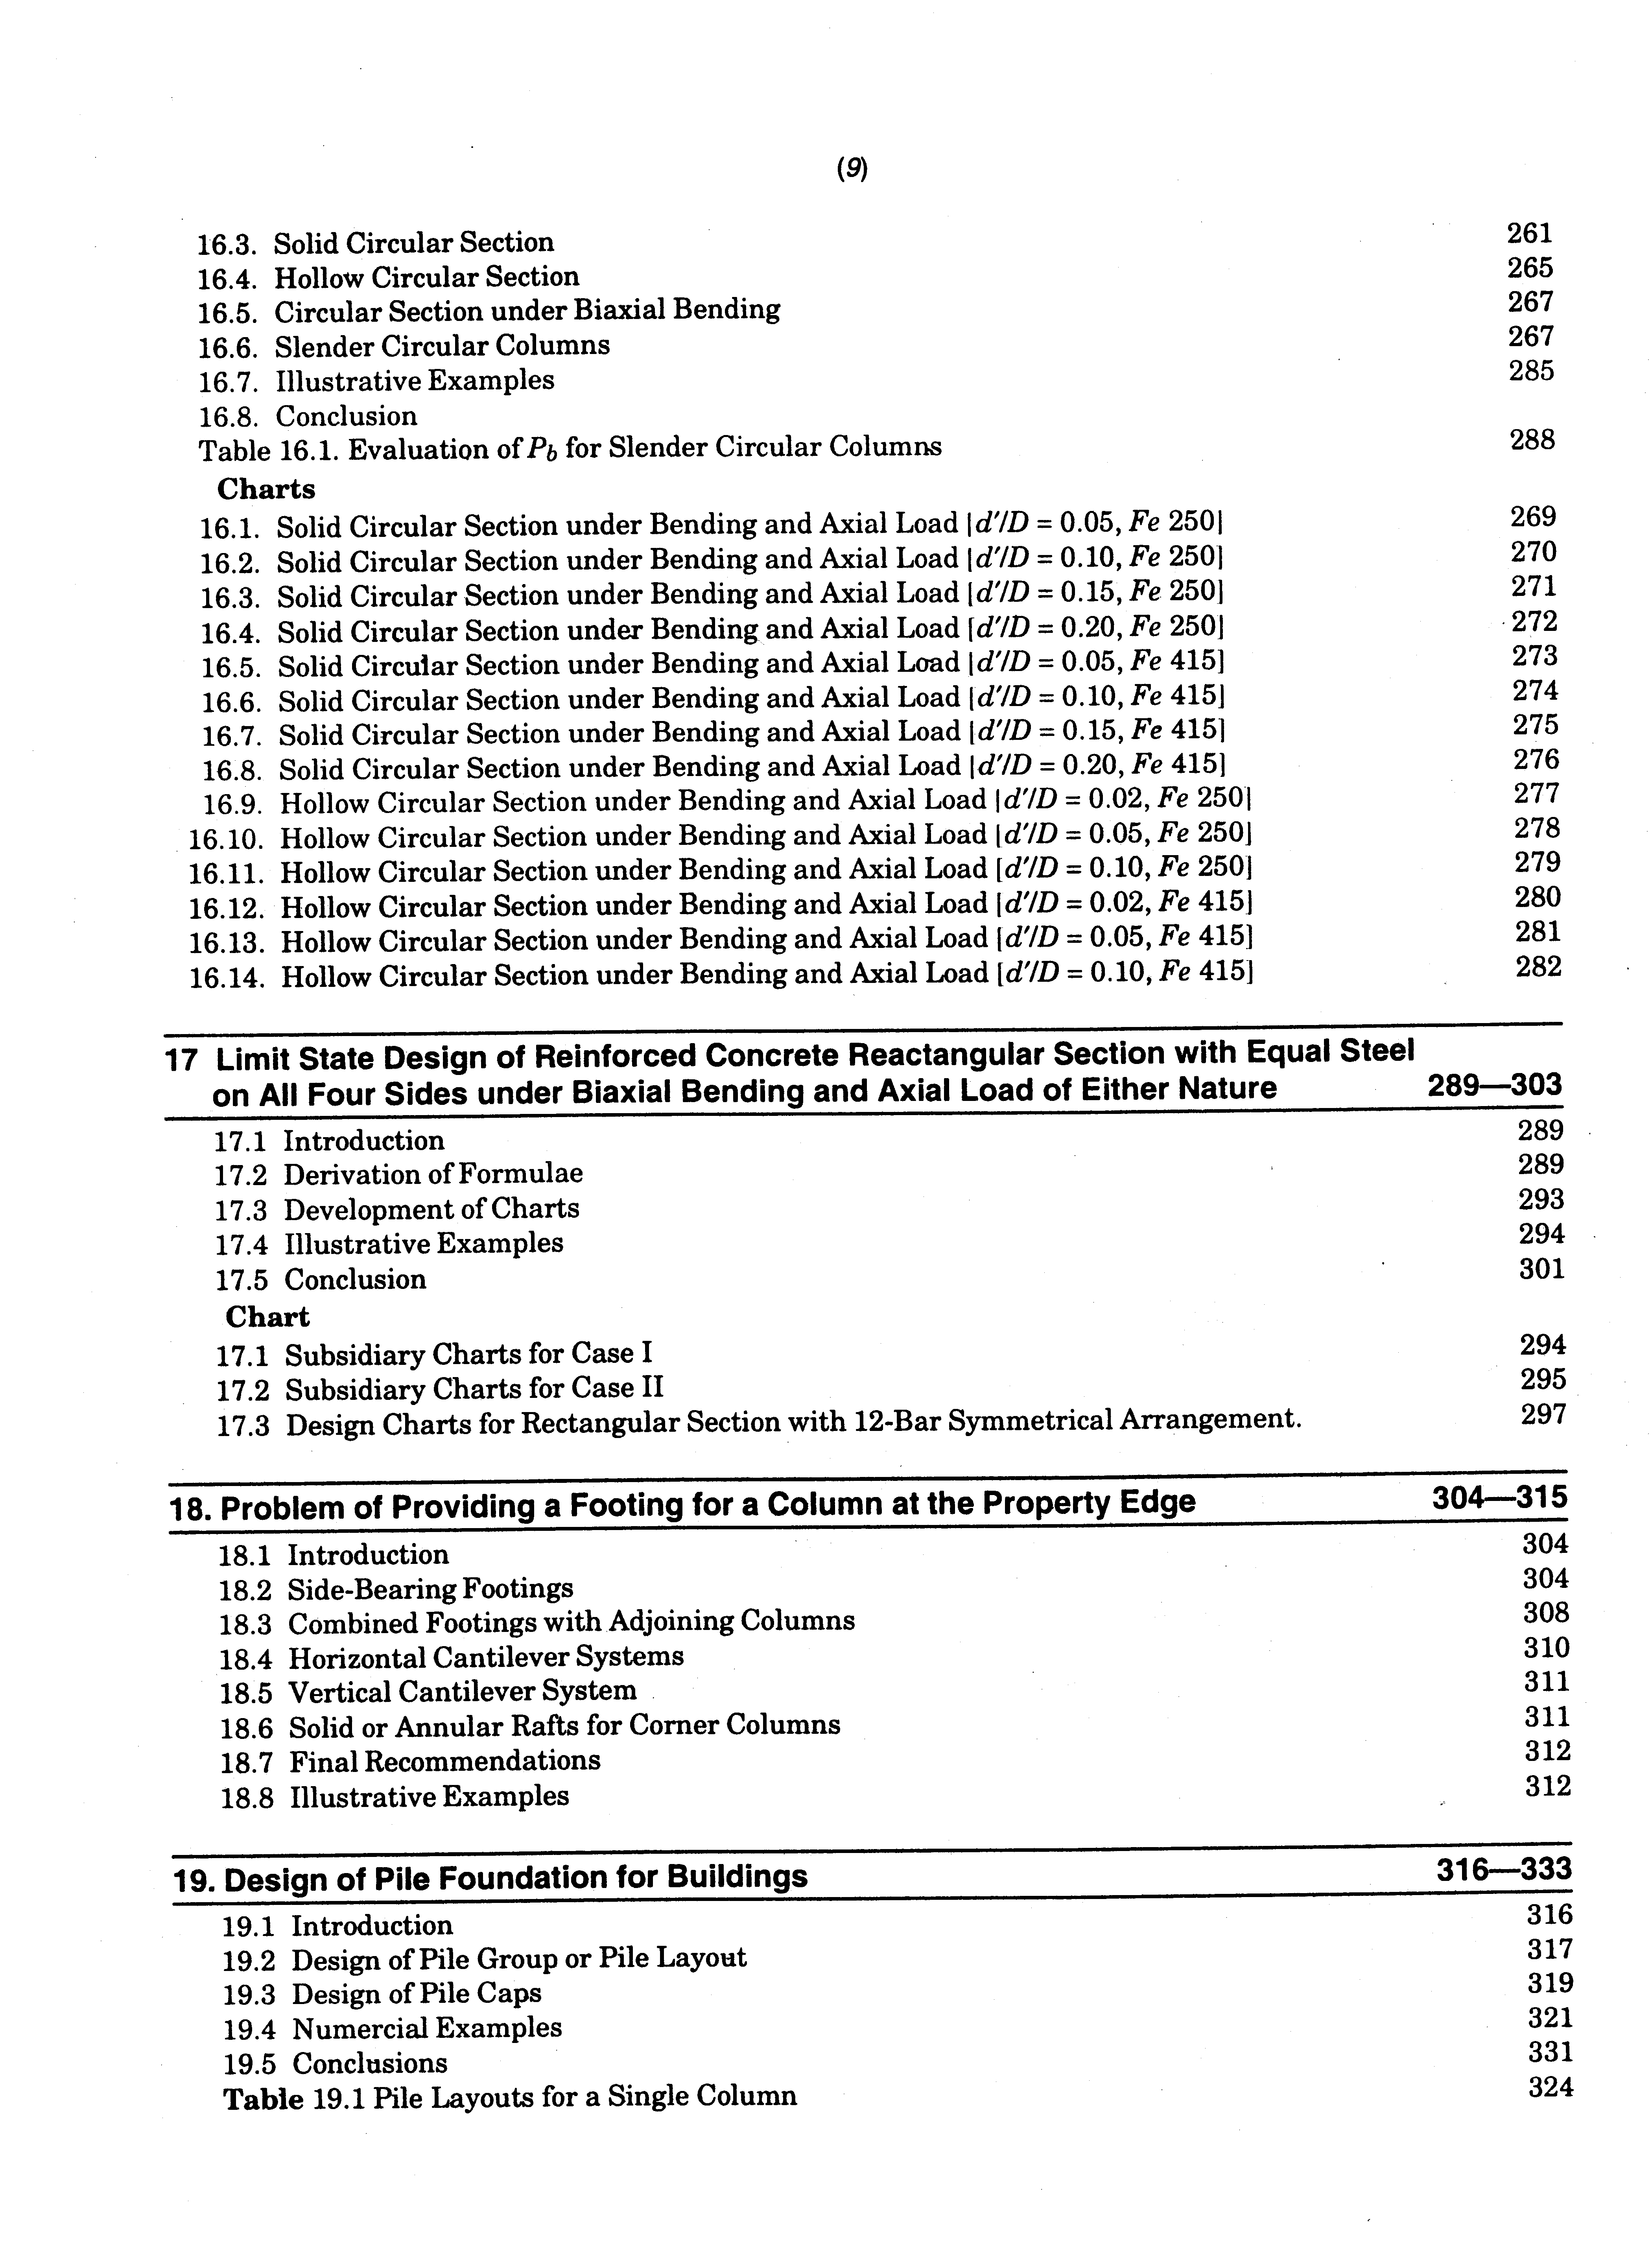 (9)
16.3. Solid Circular Section 261
16.4. Hollow Circular Section 265
16.5. Circular Section under Biaxial Bending 267
16.6. Slender Circular Columns 267
16.7. Illustrative Examples 285
16.8. Conclusion
Table 16.1. Evaluation of Pb for Slender Circular Columns 288
Charts
16.1. Solid Circular Section under Bending and Axial Load [d'/D = 0.05, Fe 250] 269
16.2. Solid Circular Section under Bending and Axial Load [d'/D = 0.10, Fe 250] 270
16.3. Solid Circular Section under Bending and Axial Load [d'/D = 0.15, Fe 250] 271
16.4. Solid Circular Section under Bending and Axial Load [d'/D = 0.20, Fe 250] 272
16.5. Solid Circular Section under Bending and Axial Load [d'/D = 0.05, Fe 415] 273
16.6. Solid Circular Section under Bending and Axial Load [d'/D = 0.10, Fe 415] 274
16.7. Solid Circular Section under Bending and Axial Load [d'/D = 0.15, Fe 415] 275
16.8. Solid Circular Section under Bending and Axial Load [d'/D = 0.20, Fe 415] 276
16.9. Hollow Circular Section under Bending and Axial Load [d'/D = 0.02, Fe 250] 277
16.10. Hollow Circular Section under Bending and Axial Load [d'/D = 0.05, Fe 250] 278
16.11. Hollow Circular Section under Bending and Axial Load [d'/D = 0.10, Fe 250] 279
16.12. Hollow Circular Section under Bending and Axial Load [d'/D = 0.02, Fe 415] 280
16.13. Hollow Circular Section under Bending and Axial Load [d'/D = 0.05, Fe 415] 281
16.14. Hollow Circular Section under Bending and Axial Load [d'/D = 0.10, Fe 415] 282
17 Limit State Design of Reinforced Concrete Reactangular Section with Equal Steel
on All Four Sides under Biaxial Bending and Axial Load of Either Nature 289—303
17.1 Introduction 289
17.2 Derivation of Formulae 289
17.3 Development of Charts 293
17.4 Illustrative Examples 294
17.5 Conclusion 301
Chart
17.1 Subsidiary Charts for Case I 294
17.2 Subsidiary Charts for Case II 295
17.3 Design Charts for Rectangular Section with 12-Bar Symmetrical Arrangement. 297
18. Problem of Providing a Footing for a Column at the Property Edge 304—315
18.1 Introduction 304
18.2 Side-Bearing Footings 304
18.3 Combined Footings with Adjoining Columns 308
18.4 Horizontal Cantilever Systems 310
18.5 Vertical Cantilever System 311
18.6 Solid or Annular Rafts for Corner Columns 311
18.7 Final Recommendations 312
18.8 Illustrative Examples 312
19. Design of Pile Foundation for Buildings 316—333
19.1 Introduction 316
19.2 Design of Pile Group or Pile Layout 317
19.3 Design of Pile Caps 319
19.4 Numercial Examples 321
19.5 Conclusions 331
Table 19.1 Pile Layouts for a Single Column 324